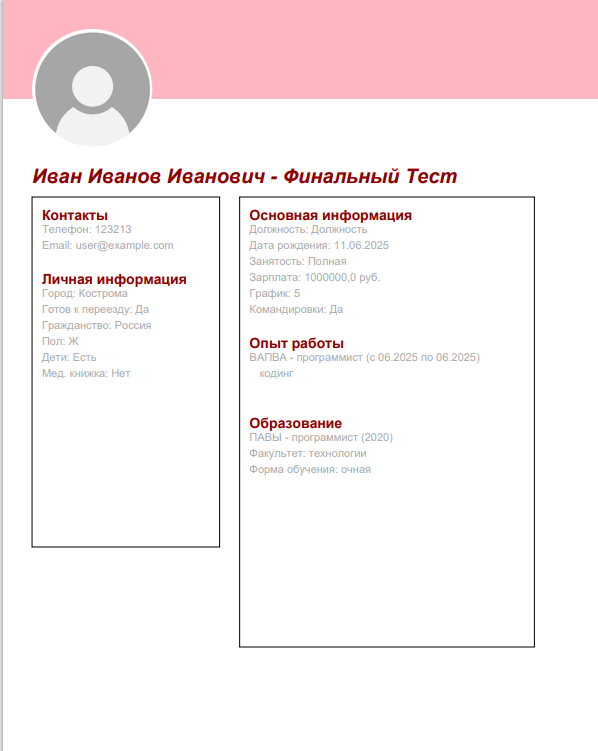 Иван Иванов Иванович - Финальный Тест
Контакты
Телефон: 123213
Email: user@example.com
Личная информация
Город: Кострома
Готов к переезду: Да
Гражданство: Россия
Пол: Ж
Дети: Есть
Мед. книжка: Нет
Основная информация
Должность: Должность
Дата рождения: 11.06.2025
Занятость: Полная
Зарплата: 1000000,0 руб.
График: 5
Командировки: Да
Опыт работы
ВАПВА - программист (с 06.2025 по 06.2025)
кодинг
Образование
ПАВЫ - программист (2020)
Факультет: технологии
Форма обучения: очная